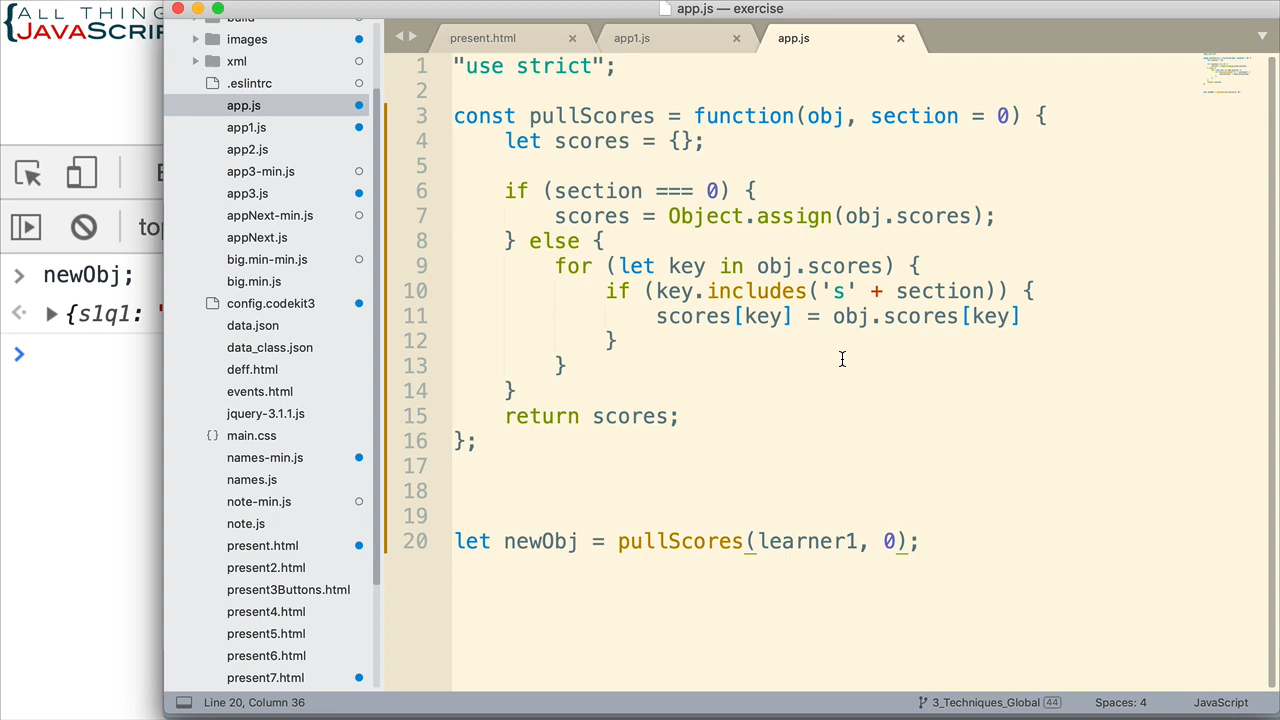 ALL THING
JAVASCRIP
top
newObj;
{s1q1: "
app.js — exercise
build
images
xml
.eslintrc
app.js
app1.js
app2.js
app3-min.js
app3.js
appNext-min.js
appNext.js
big.min-min.js
big.min.js
config.codekit3
data.json
data_class.json
deff.html
events.html
jquery-3.1.1.js
main.css
names-min.js
names.js
note-min.js
note.js
present.html
present2.html
present3Buttons.html
present4.html
present5.html
present6.html
present7.html
present.html
app1.js
app.js
1 "use strict";
2
3 const pullScores = function(obj, section = 0) {
4 let scores = {};
5
6 if (section === 0) {
7 scores = Object.assign(obj.scores);
8 } else {
9 for (let key in obj.scores) {
10 if (key.includes('s' + section)) {
11 scores[key] = obj.scores[key]
12 }
13 }
14 }
15 return scores;
16 };
17
18
19
20 let newObj = pullScores(learner1, 0);
Line 20, Column 36
3_Techniques_Global 44
Spaces: 4
JavaScript